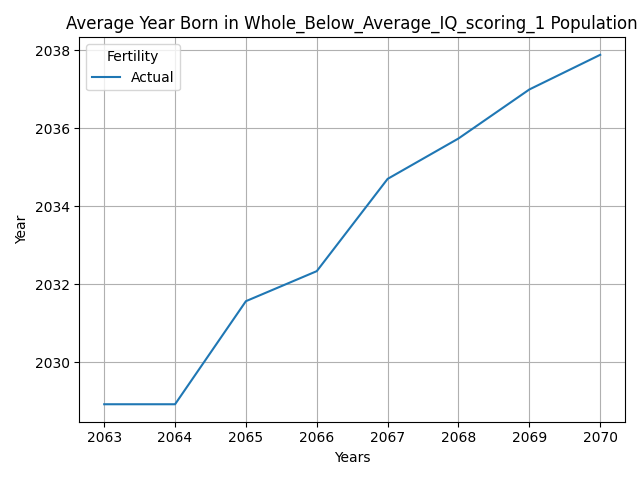 Average Year Born in Whole_Below_Average_IQ_scoring_1 Population
Fertility
Actual
2038
2036
2034
2032
2030
Year
2063 2064 2065 2066 2067 2068 2069 2070
Years